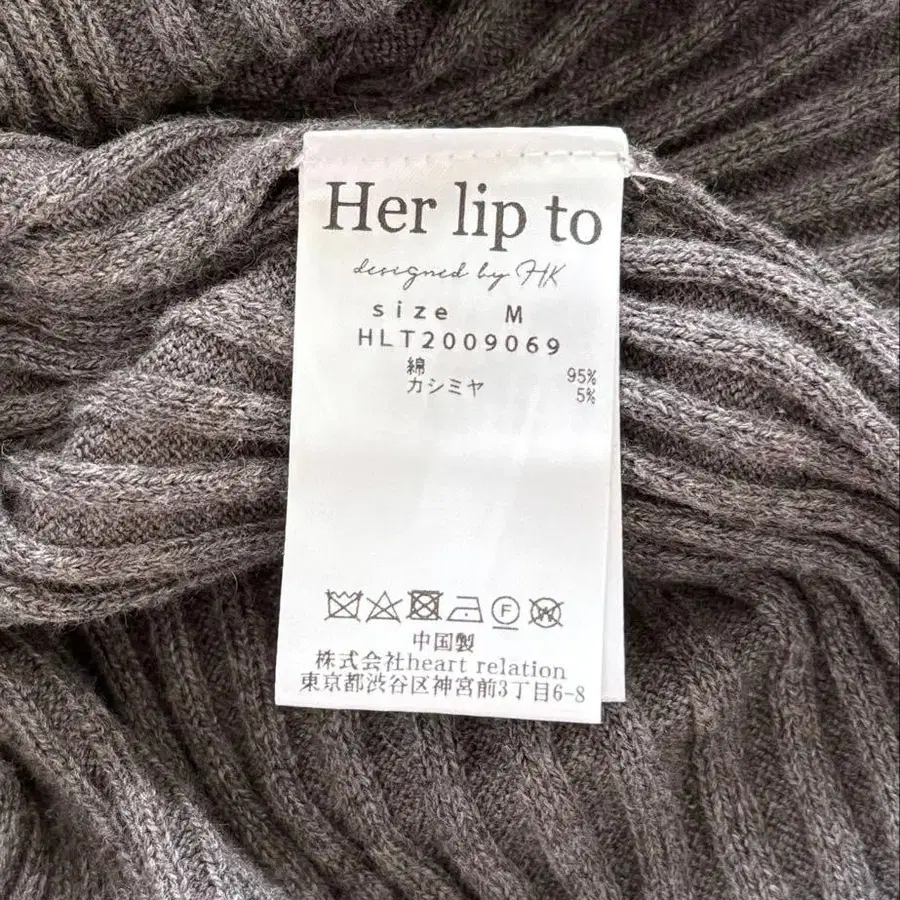 Her lip to
designed by HK
size M
HLT2009069
綿 95%
カシミヤ 5%
F W
中国製
株式会社heart relation
東京都渋谷区神宮前3丁目6-8